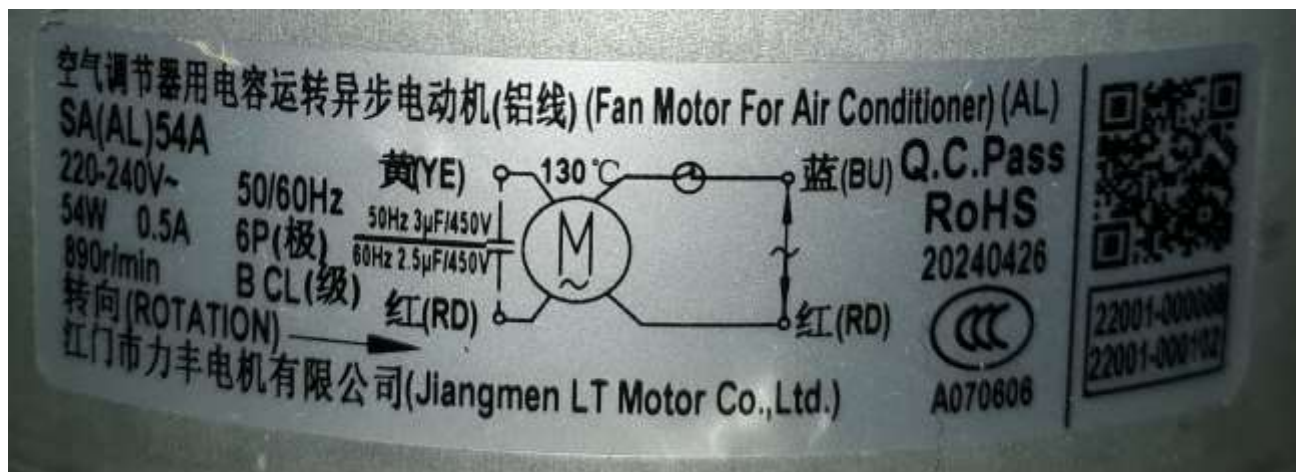 空气调节器用电容运转异步电动机(铝线) (Fan Motor For Air Conditioner) (AL)
SA(AL)54A
220-240V~ 50/60Hz
54W 0.5A 6P(极)
890r/min B CL(级)
转向(ROTATION)
江门市力丰电机有限公司(Jiangmen LT Motor Co.,Ltd.)
黄(YE) 130℃ 蓝(BU)
50Hz 3μF/450V
60Hz 2.5μF/450V
M
~
~
红(RD) 红(RD)
Q.C.Pass
RoHS
20240426
CCC
A070606
22001-000102